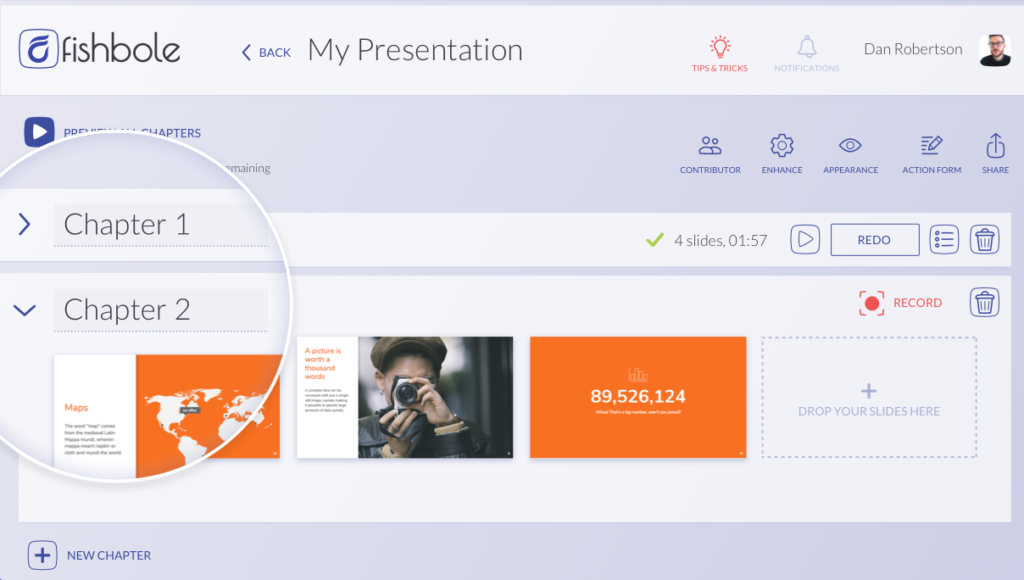 fishbole
BACK
My Presentation
TIPS & TRICKS
NOTIFICATIONS
Dan Robertson
PREVIEW ALL CHAPTERS
remaining
CONTRIBUTOR
ENHANCE
APPEARANCE
ACTION FORM
SHARE
Chapter 1
4 slides, 01:57
REDO
Chapter 2
RECORD
Maps
The word "map" comes
from the medieval Latin
Mappa mundi, wherein
mappa meant napkin or
cloth and mundi the world.
A picture is
worth a
thousand
words
A complex idea can be
conveyed with just a single
still image, namely making
it possible to absorb large
amounts of data quickly.
89,526,124
Whoa! That's a big number, aren't you proud?
DROP YOUR SLIDES HERE
NEW CHAPTER